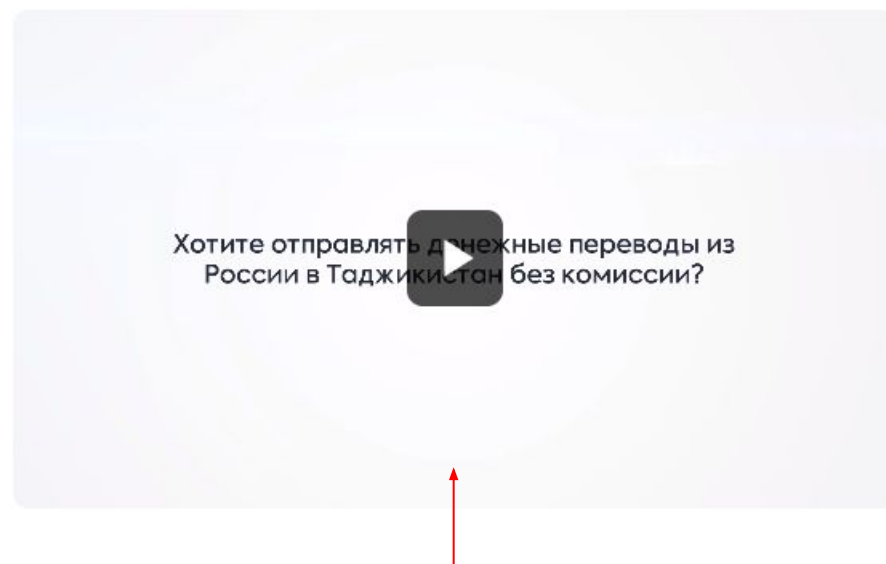 Хотите отправлять денежные переводы из
России в Таджикистан без комиссии?